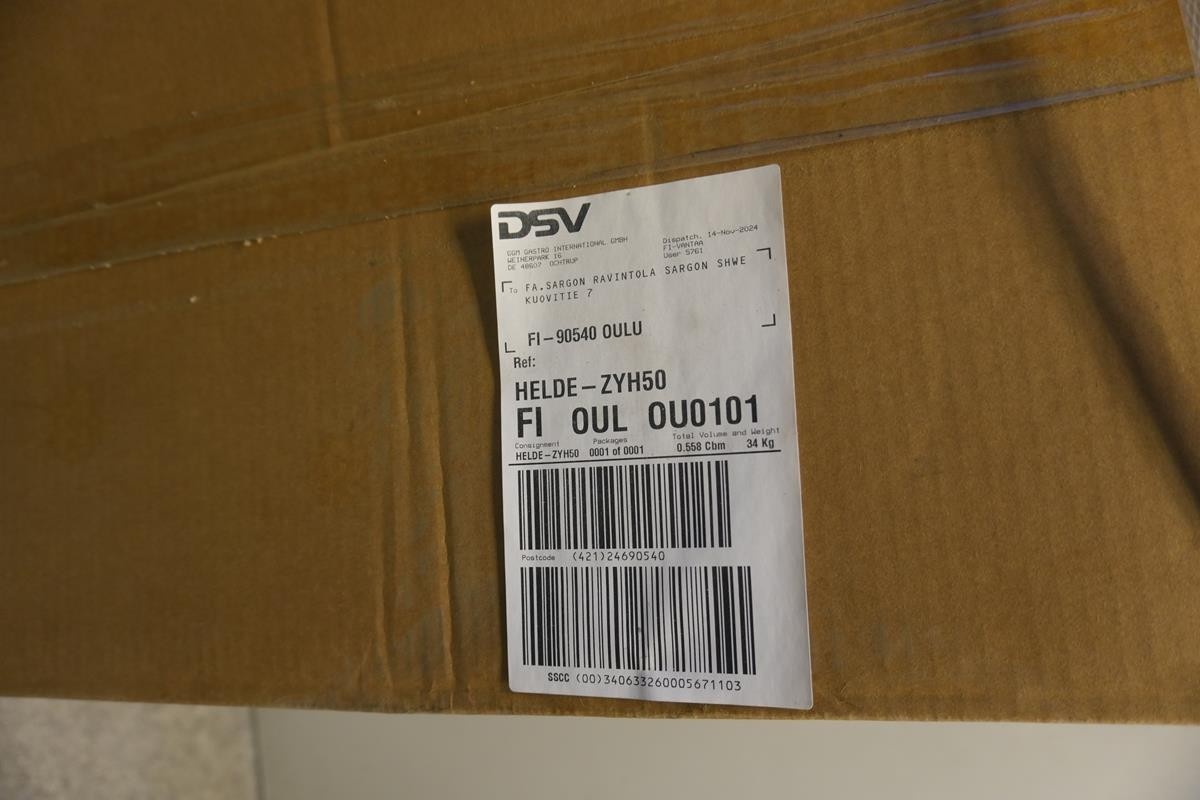 DSV
GGM GASTRO INTERNATIONAL GMBH
WEINERPARK 16
DE 48607 OCHTRUP
Dispatch. 14-Nov-2024
FI-VANTAA
User 5761
To FA.SARGON RAVINTOLA SARGON SHWE
KUOVITIE 7
FI-90540 OULU
Ref:
HELDE-ZYH50
FI OUL OU0101
Consignment Packages Total Volume and Weight
HELDE-ZYH50 0001 of 0001 0.558 Cbm 34 Kg
Postcode (421)24690540
SSCC (00)340633260005671103